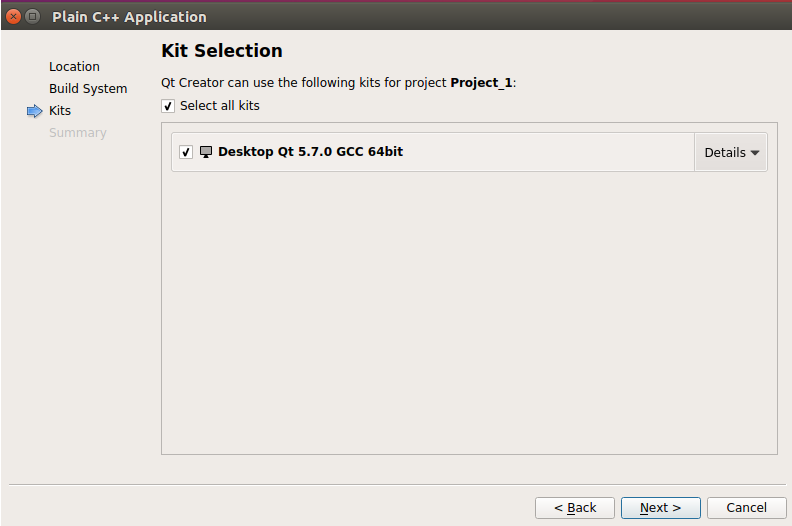 Plain C++ Application
Location
Build System
Kits
Summary
Kit Selection
Qt Creator can use the following kits for project Project_1:
Select all kits
Desktop Qt 5.7.0 GCC 64bit
Details
< Back
Next >
Cancel